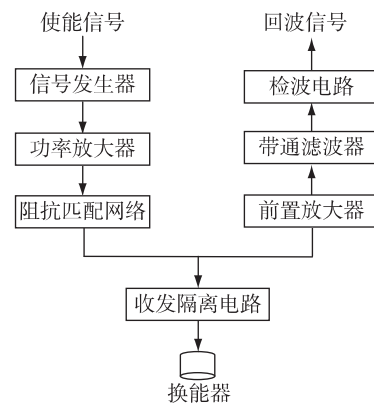 使能信号
信号发生器
功率放大器
阻抗匹配网络
回波信号
检波电路
带通滤波器
前置放大器
收发隔离电路
换能器